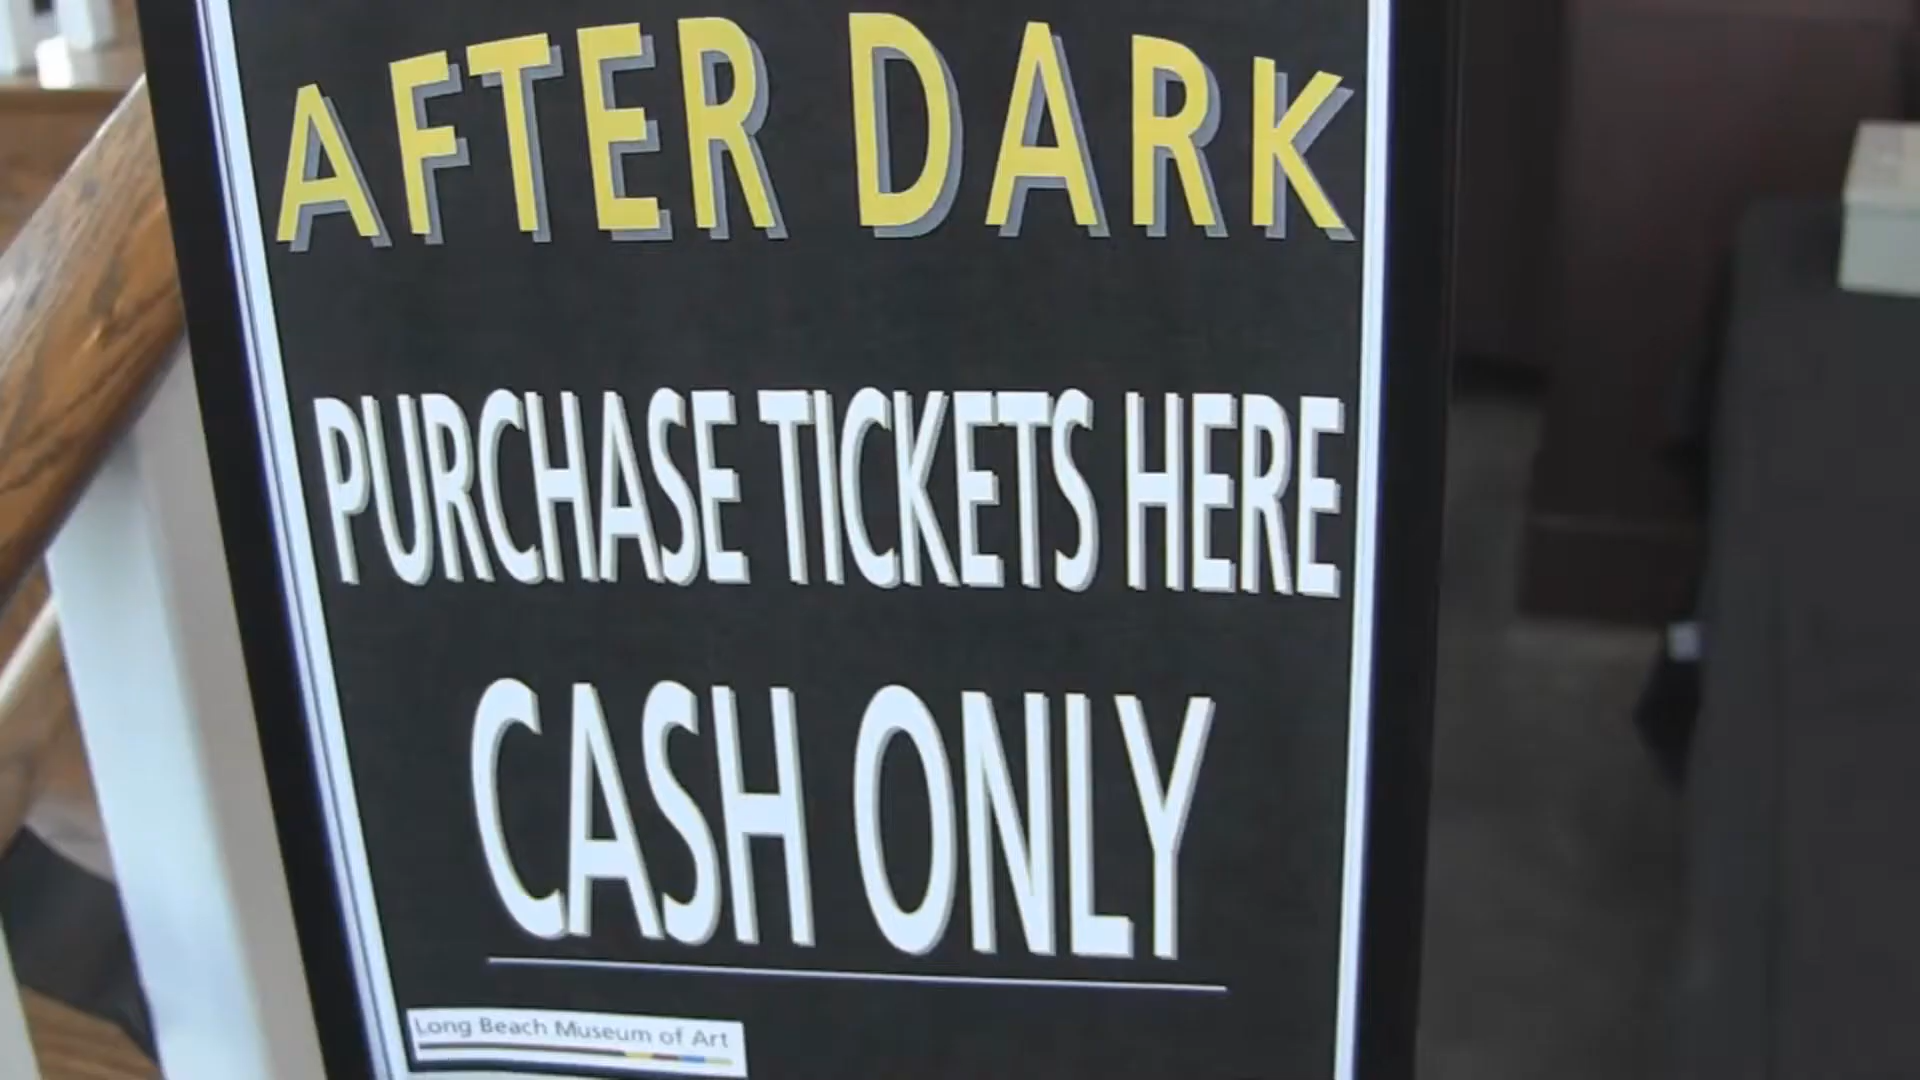 AFTER DARK
PURCHASE TICKETS HERE
CASH ONLY
Long Beach Museum of Art